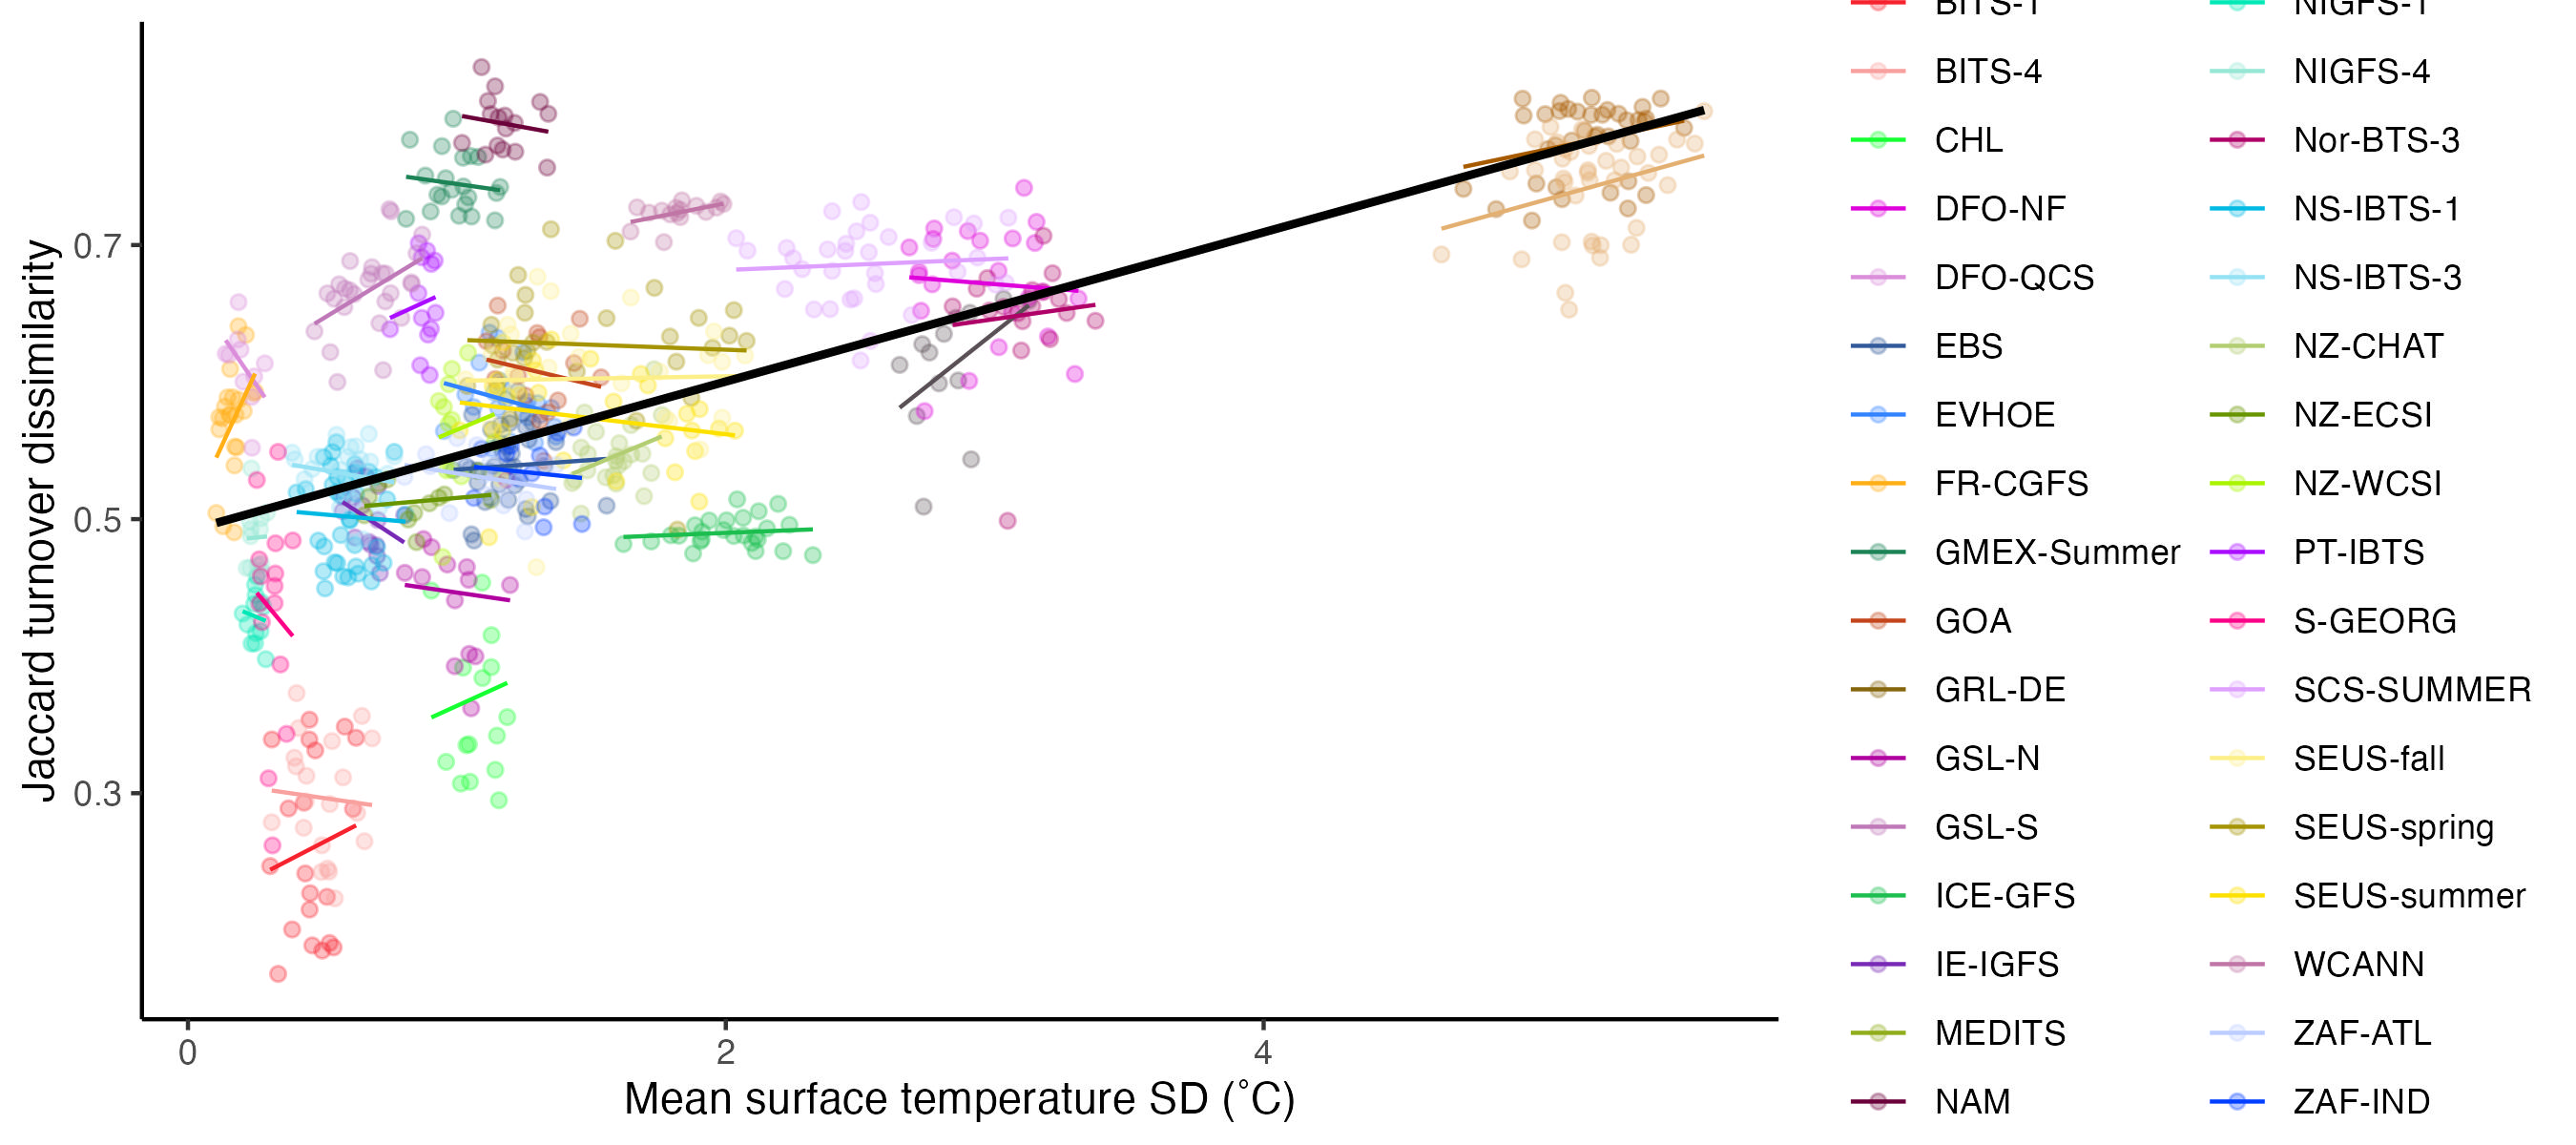 BITS-1 NIGFS-1
BITS-4 NIGFS-4
CHL Nor-BTS-3
DFO-NF NS-IBTS-1
DFO-QCS NS-IBTS-3
EBS NZ-CHAT
EVHOE NZ-ECSI
FR-CGFS NZ-WCSI
GMEX-Summer PT-IBTS
GOA S-GEORG
GRL-DE SCS-SUMMER
GSL-N SEUS-fall
GSL-S SEUS-spring
ICE-GFS SEUS-summer
IE-IGFS WCANN
MEDITS ZAF-ATL
NAM ZAF-IND
Jaccard turnover dissimilarity
0.7
0.5
0.3
0 2 4
Mean surface temperature SD (˚C)